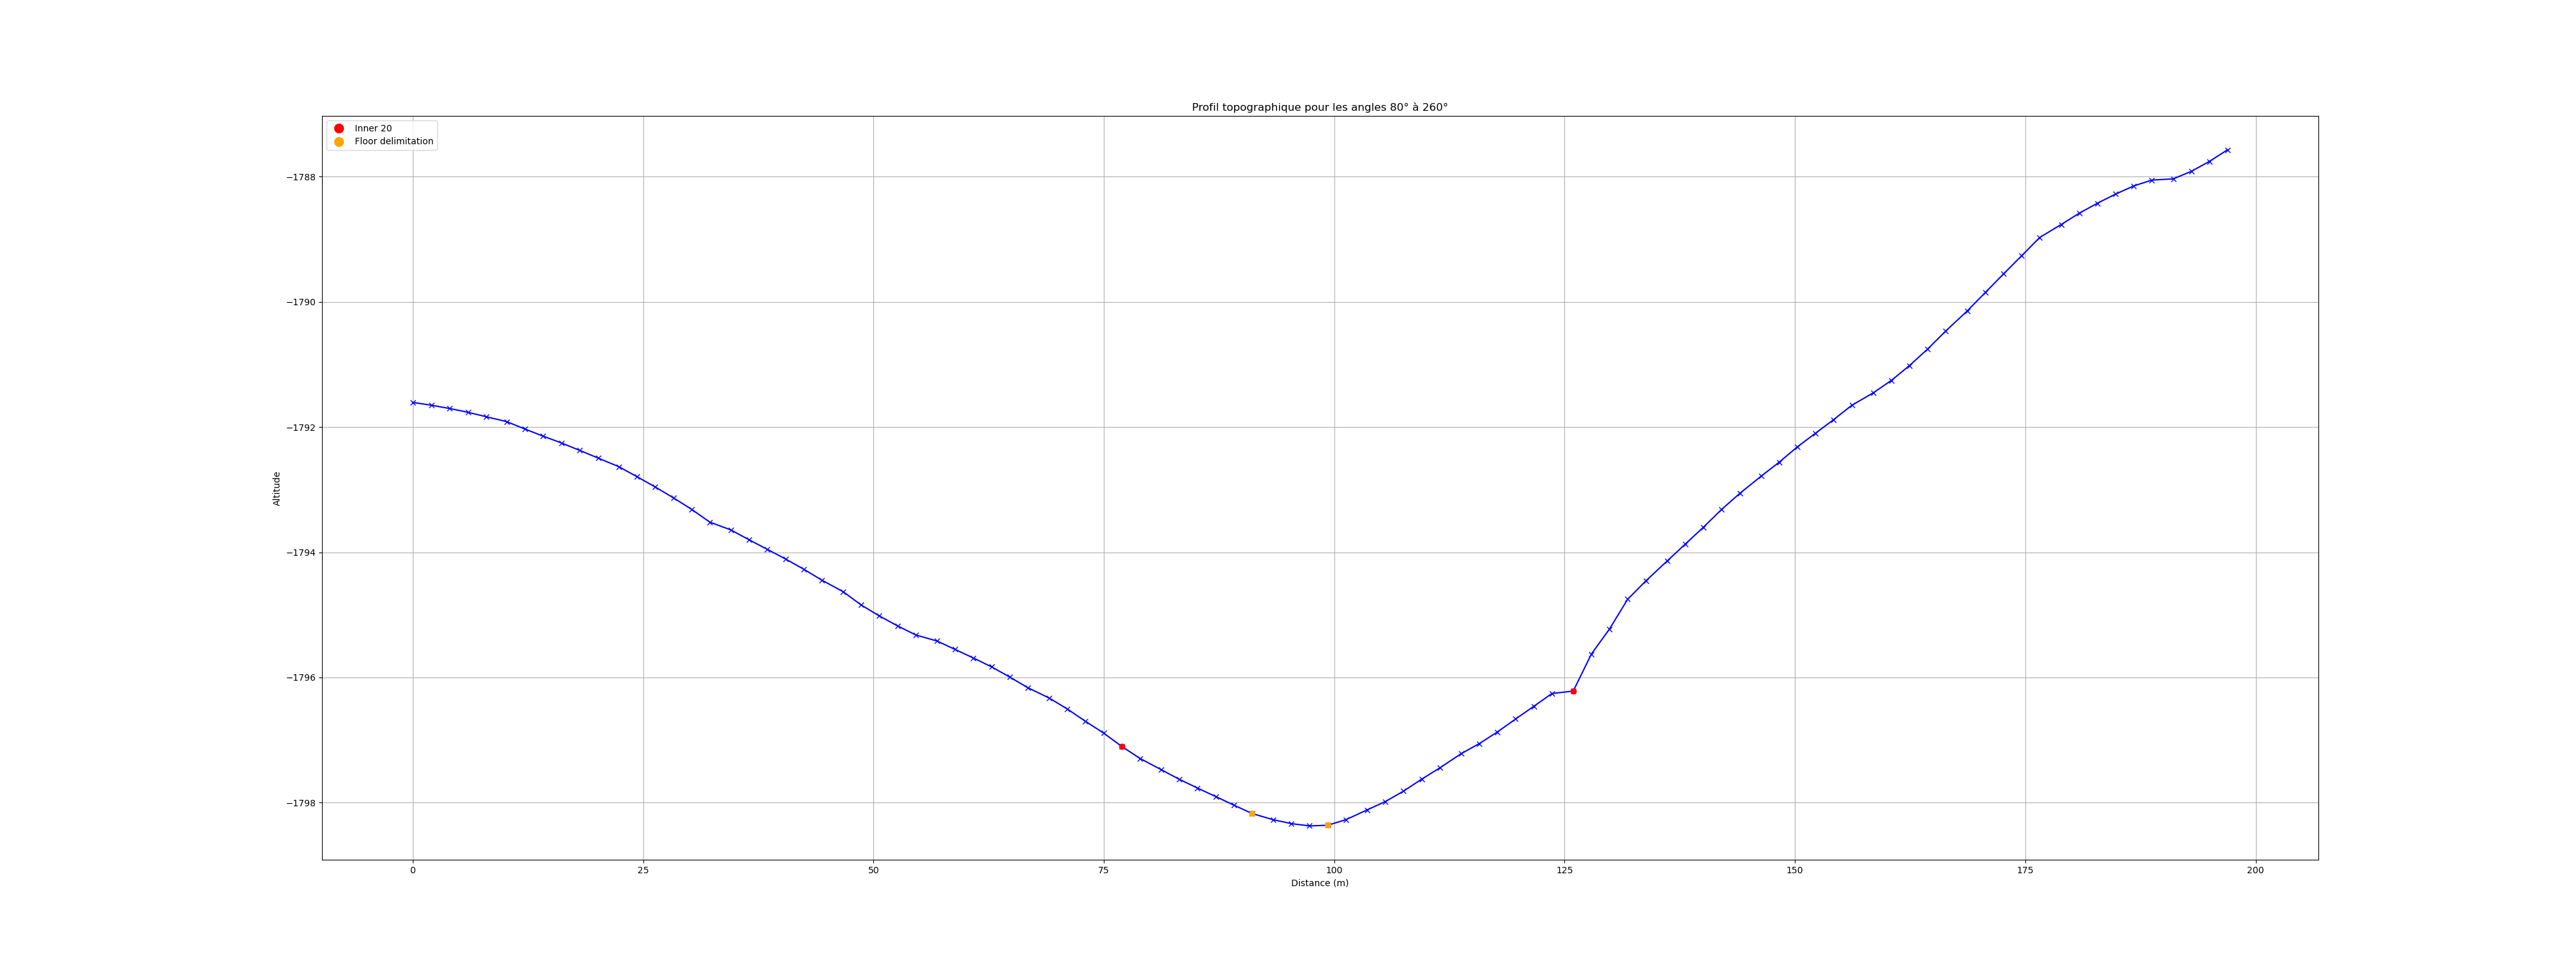 Profil topographique pour les angles 80° à 260°
Inner 20
Floor delimitation
−1788
−1790
−1792
−1794
−1796
−1798
Altitude
0 25 50 75 100 125 150 175 200
Distance (m)